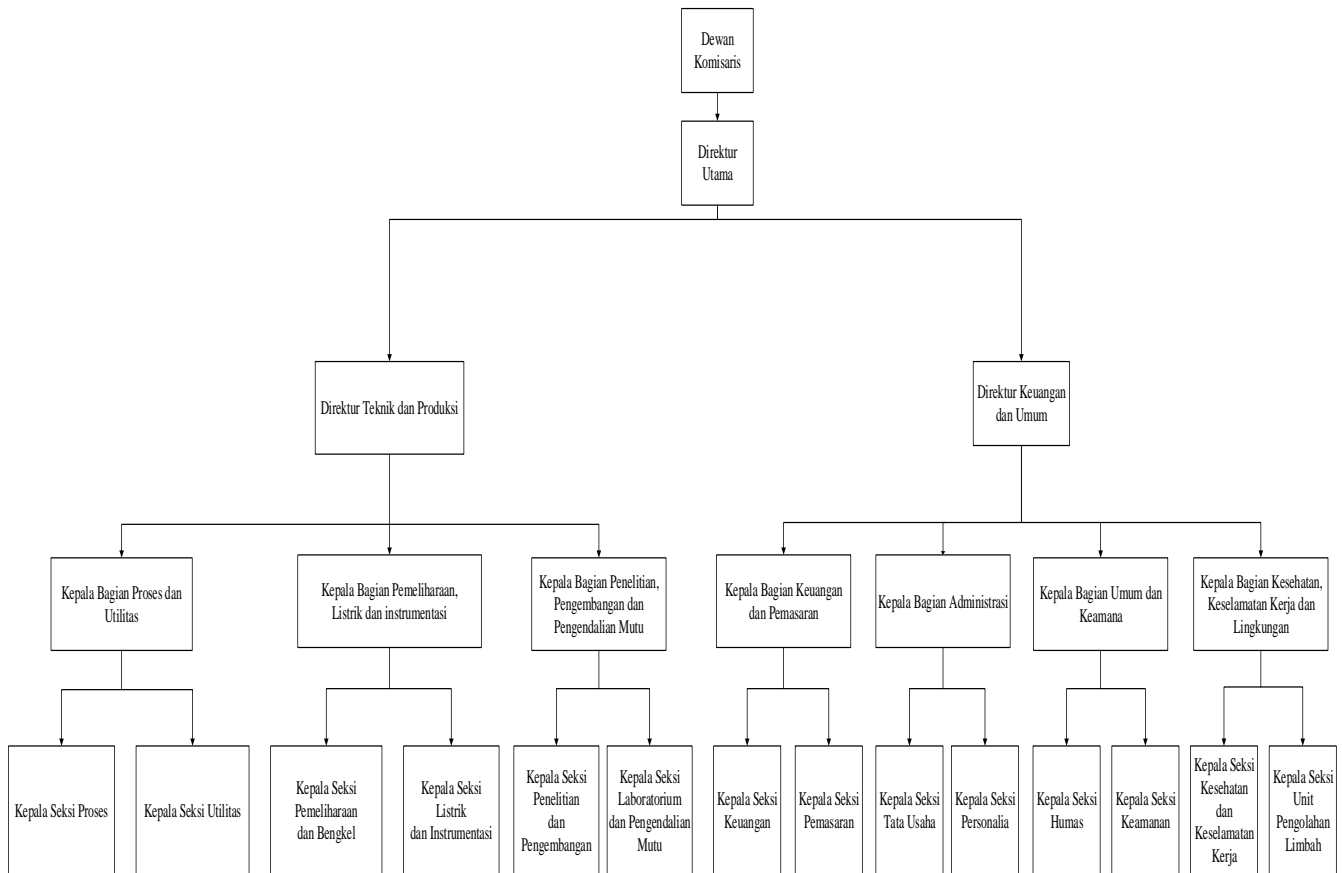 Dewan
Komisaris
Direktur
Utama
Direktur Teknik dan Produksi
Direktur Keuangan
dan Umum
Kepala Bagian Proses dan
Utilitas
Kepala Bagian Pemeliharaan,
Listrik dan instrumentasi
Kepala Bagian Penelitian,
Pengembangan dan
Pengendalian Mutu
Kepala Bagian Keuangan
dan Pemasaran
Kepala Bagian Administrasi
Kepala Bagian Umum dan
Keamana
Kepala Bagian Kesehatan,
Keselamatan Kerja dan
Lingkungan
Kepala Seksi Proses
Kepala Seksi Utilitas
Kepala Seksi
Pemeliharaan
dan Bengkel
Kepala Seksi
Listrik
dan Instrumentasi
Kepala Seksi
Penelitian
dan
Pengembangan
Kepala Seksi
Laboratorium
dan Pengendalian
Mutu
Kepala Seksi
Keuangan
Kepala Seksi
Pemasaran
Kepala Seksi
Tata Usaha
Kepala Seksi
Personalia
Kepala Seksi
Humas
Kepala Seksi
Keamanan
Kepala Seksi
Kesehatan
dan
Keselamatan
Kerja
Kepala Seksi
Unit
Pengolahan
Limbah